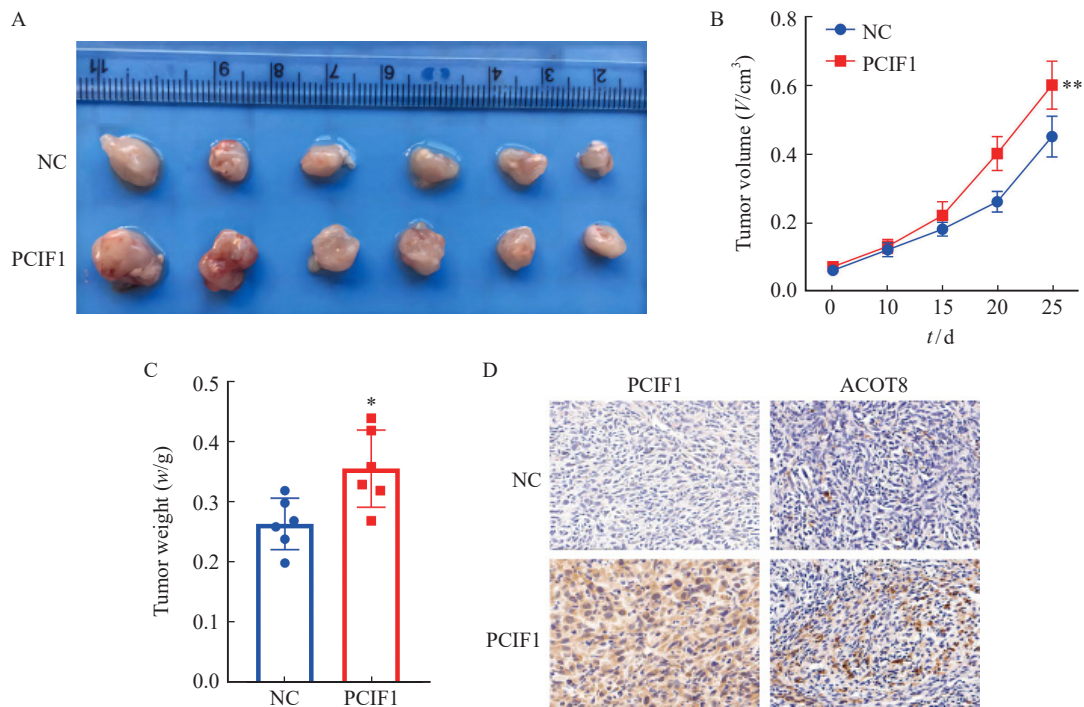 A
11 9 8 7 6 4 3 2
NC
PCIF1
B
NC
PCIF1
0.8
0.6
0.4
0.2
0.0
**
Tumor volume (V/cm³)
0 10 15 20 25
t/d
C
*
0.5
0.4
0.3
0.2
0.1
0.0
Tumor weight (w/g)
NC PCIF1
D
PCIF1 ACOT8
NC
PCIF1